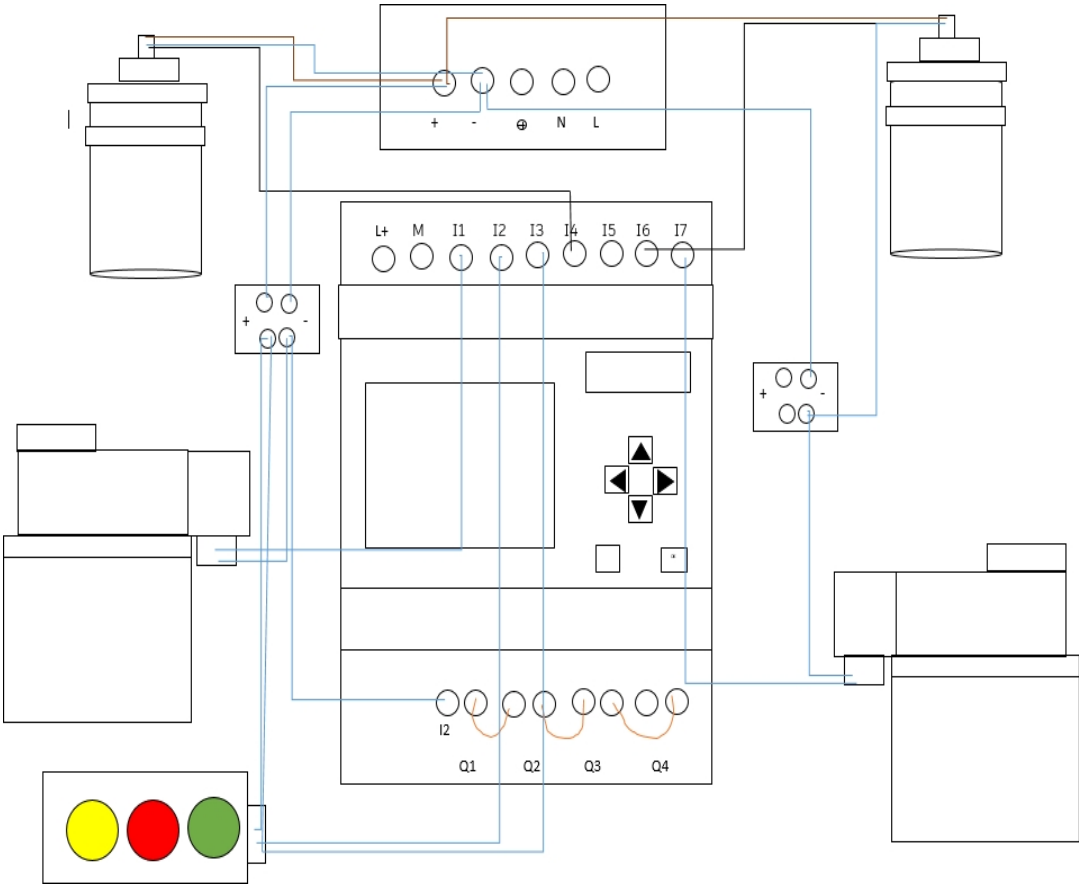 + - ⊕ N L
L+ M I1 I2 I3 I4 I5 I6 I7
+ -
+ -
I2
Q1 Q2 Q3 Q4